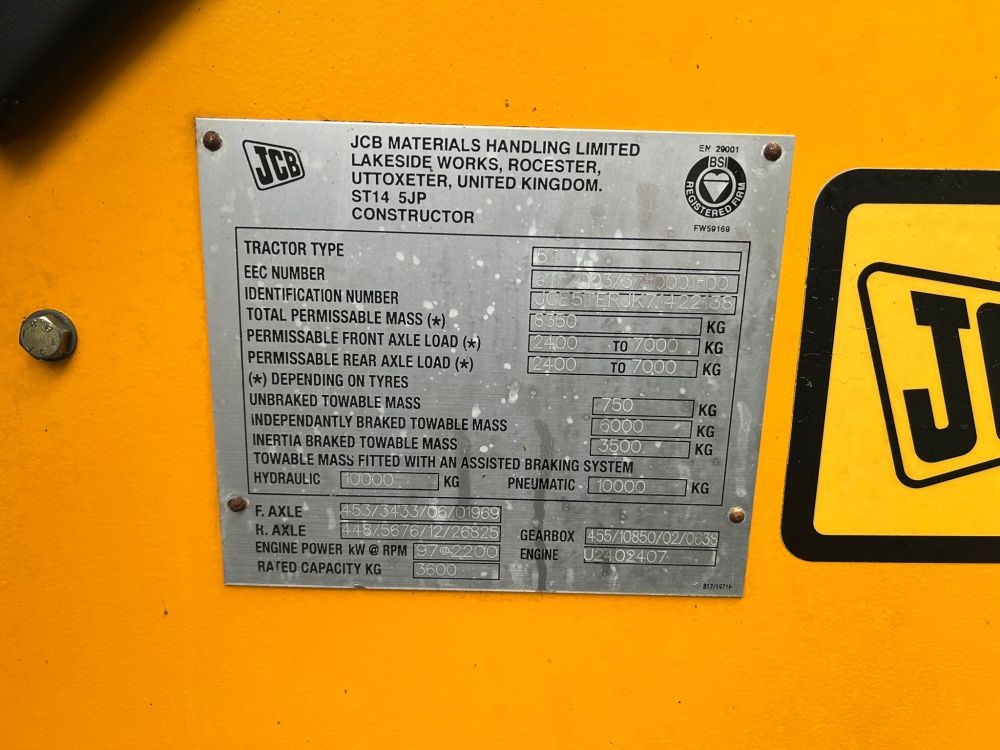 JCB
JCB MATERIALS HANDLING LIMITED
LAKESIDE WORKS, ROCESTER,
UTTOXETER, UNITED KINGDOM.
ST14 5JP
CONSTRUCTOR
EN 29001
BSI
REGISTERED FIRM
FW59169
TRACTOR TYPE
EEC NUMBER
IDENTIFICATION NUMBER
TOTAL PERMISSABLE MASS (*) 8350 KG
PERMISSABLE FRONT AXLE LOAD (*) 2400 TO 7000 KG
PERMISSABLE REAR AXLE LOAD (*) 2400 TO 7000 KG
(*) DEPENDING ON TYRES
UNBRAKED TOWABLE MASS 750 KG
INDEPENDANTLY BRAKED TOWABLE MASS 6000 KG
INERTIA BRAKED TOWABLE MASS 3500 KG
TOWABLE MASS FITTED WITH AN ASSISTED BRAKING SYSTEM
HYDRAULIC 10000 KG PNEUMATIC 10000 KG
F. AXLE 453/3433/06/01969
R. AXLE 448/5676/12/26825
GEARBOX 455/10850/02/0638
ENGINE POWER kW @ RPM 97@2200
ENGINE U2402407
RATED CAPACITY KG 3600